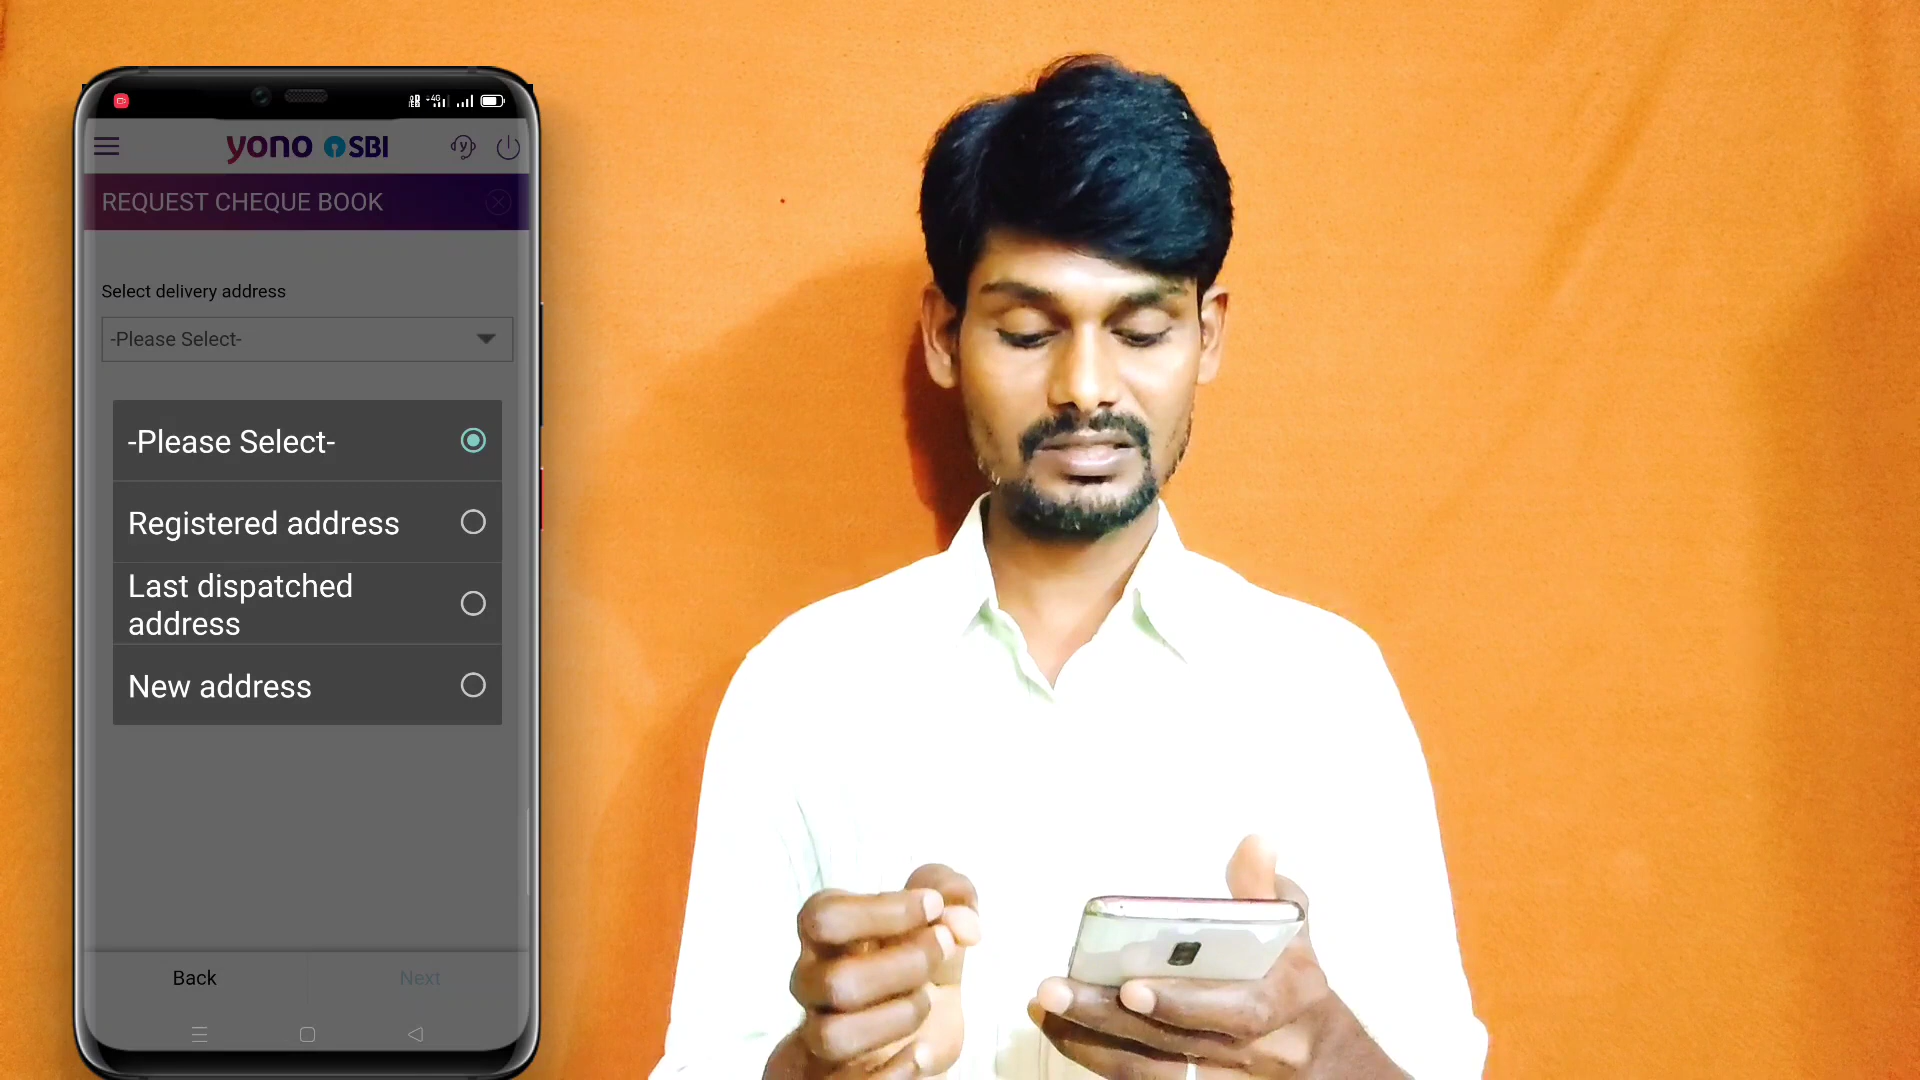 4G
yono SBI
REQUEST CHEQUE BOOK
Select delivery address
-Please Select-
-Please Select-
Registered address
Last dispatched
address
New address
Back Next